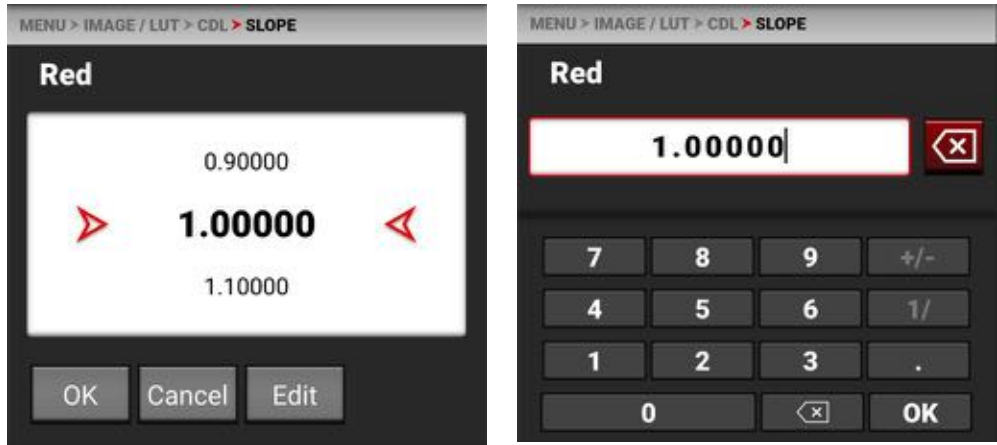 MENU > IMAGE / LUT > CDL > SLOPE
Red
0.90000
1.00000
1.10000
OK Cancel Edit
MENU > IMAGE / LUT > CDL > SLOPE
Red
1.00000
7 8 9 +/-
4 5 6 1/
1 2 3 .
0 OK